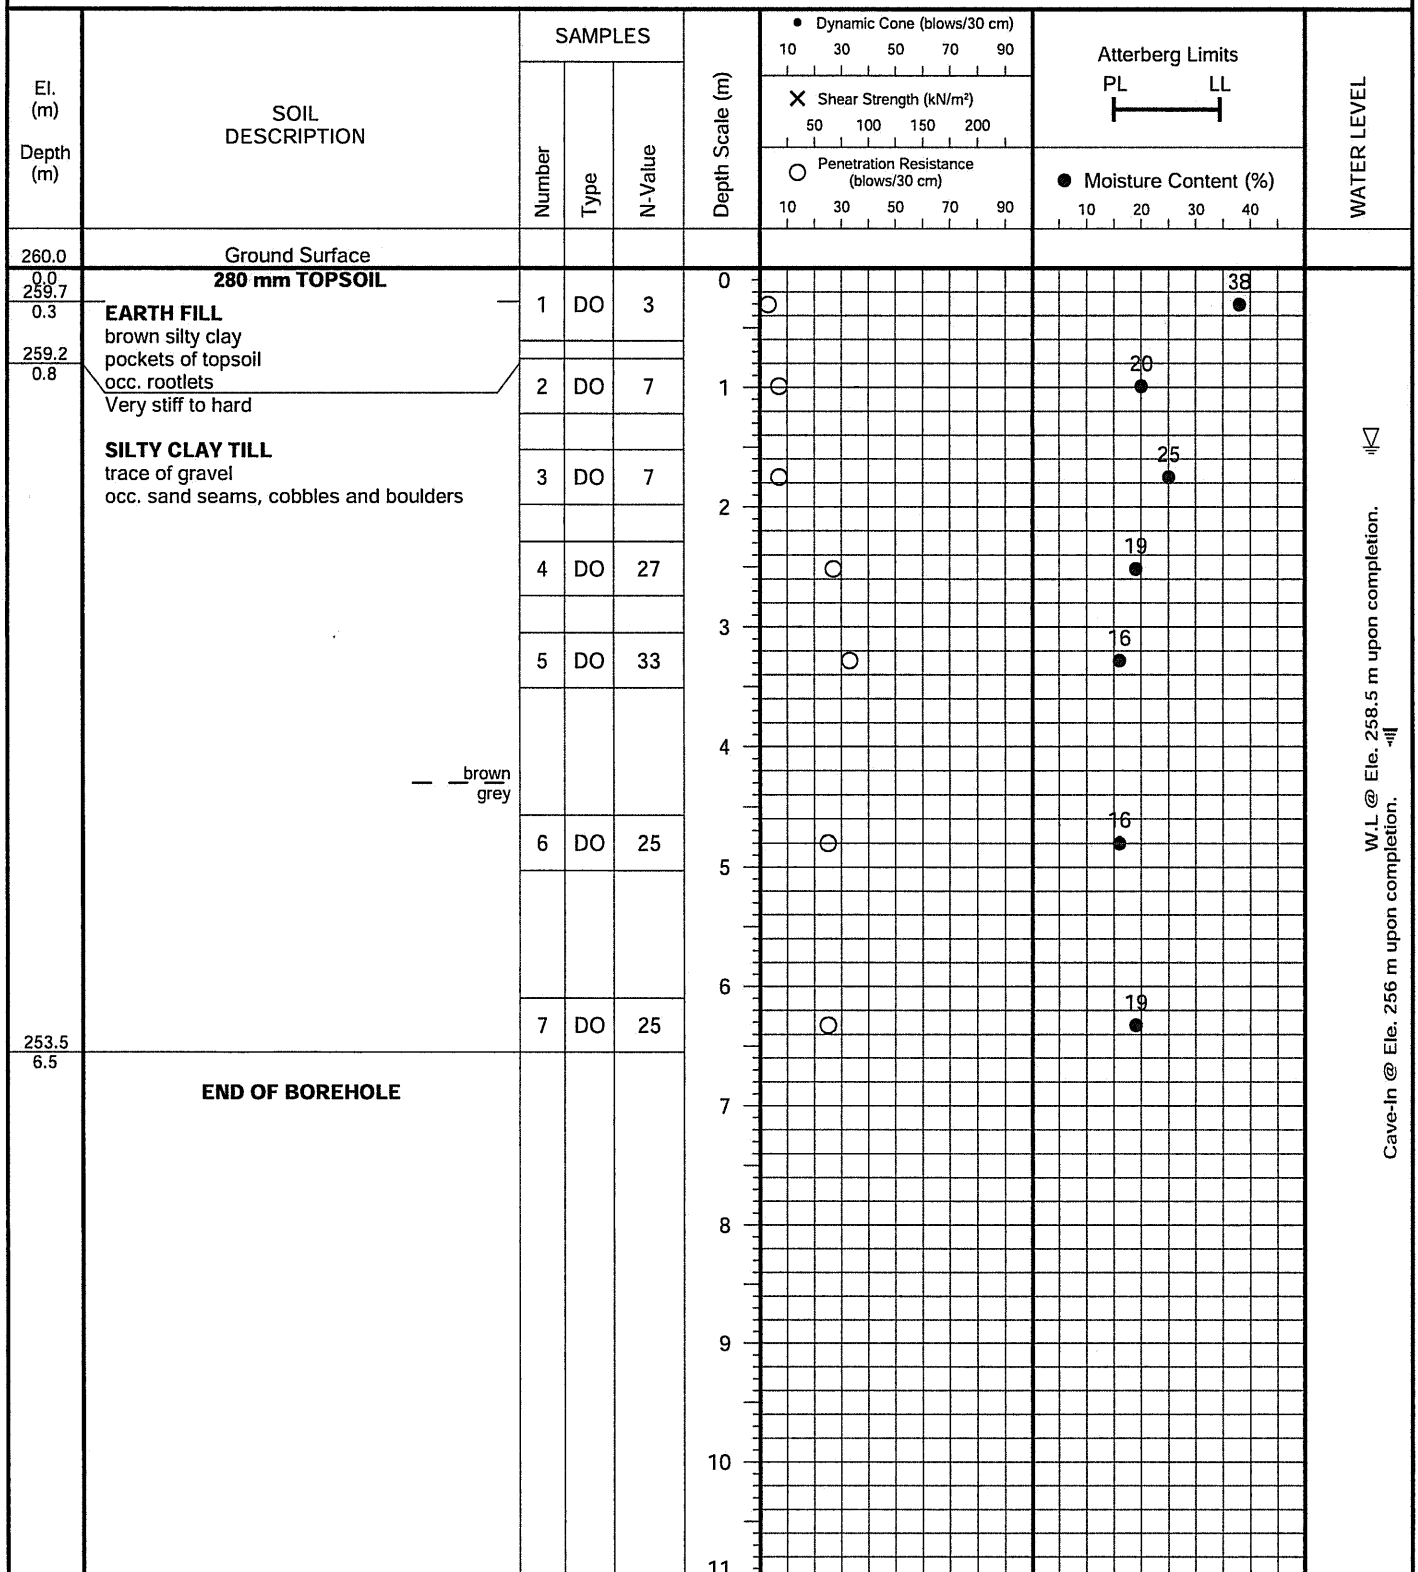 El.
(m)
Depth
(m)
SOIL
DESCRIPTION
SAMPLES
Number
Type
N-Value
Depth Scale (m)
• Dynamic Cone (blows/30 cm)
10 30 50 70 90
X Shear Strength (kN/m²)
50 100 150 200
O Penetration Resistance
(blows/30 cm)
10 30 50 70 90
Atterberg Limits
PL LL
● Moisture Content (%)
10 20 30 40
WATER LEVEL
260.0
Ground Surface
0.0
280 mm TOPSOIL
0
259.7
0.3
EARTH FILL
brown silty clay
pockets of topsoil
occ. rootlets
1 DO 3
38
259.2
0.8
Very stiff to hard
2 DO 7
1
20
SILTY CLAY TILL
trace of gravel
occ. sand seams, cobbles and boulders
3 DO 7
25
2
4 DO 27
19
3
5 DO 33
16
4
brown
grey
6 DO 25
16
5
6
7 DO 25
19
253.5
6.5
END OF BOREHOLE
7
8
9
10
11
W.L @ Ele. 258.5 m upon completion.
Cave-In @ Ele. 256 m upon completion.